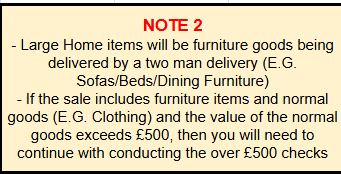 NOTE 2
- Large Home items will be furniture goods being
delivered by a two man delivery (E.G.
Sofas/Beds/Dining Furniture)
- If the sale includes furniture items and normal
goods (E.G. Clothing) and the value of the normal
goods exceeds £500, then you will need to
continue with conducting the over £500 checks